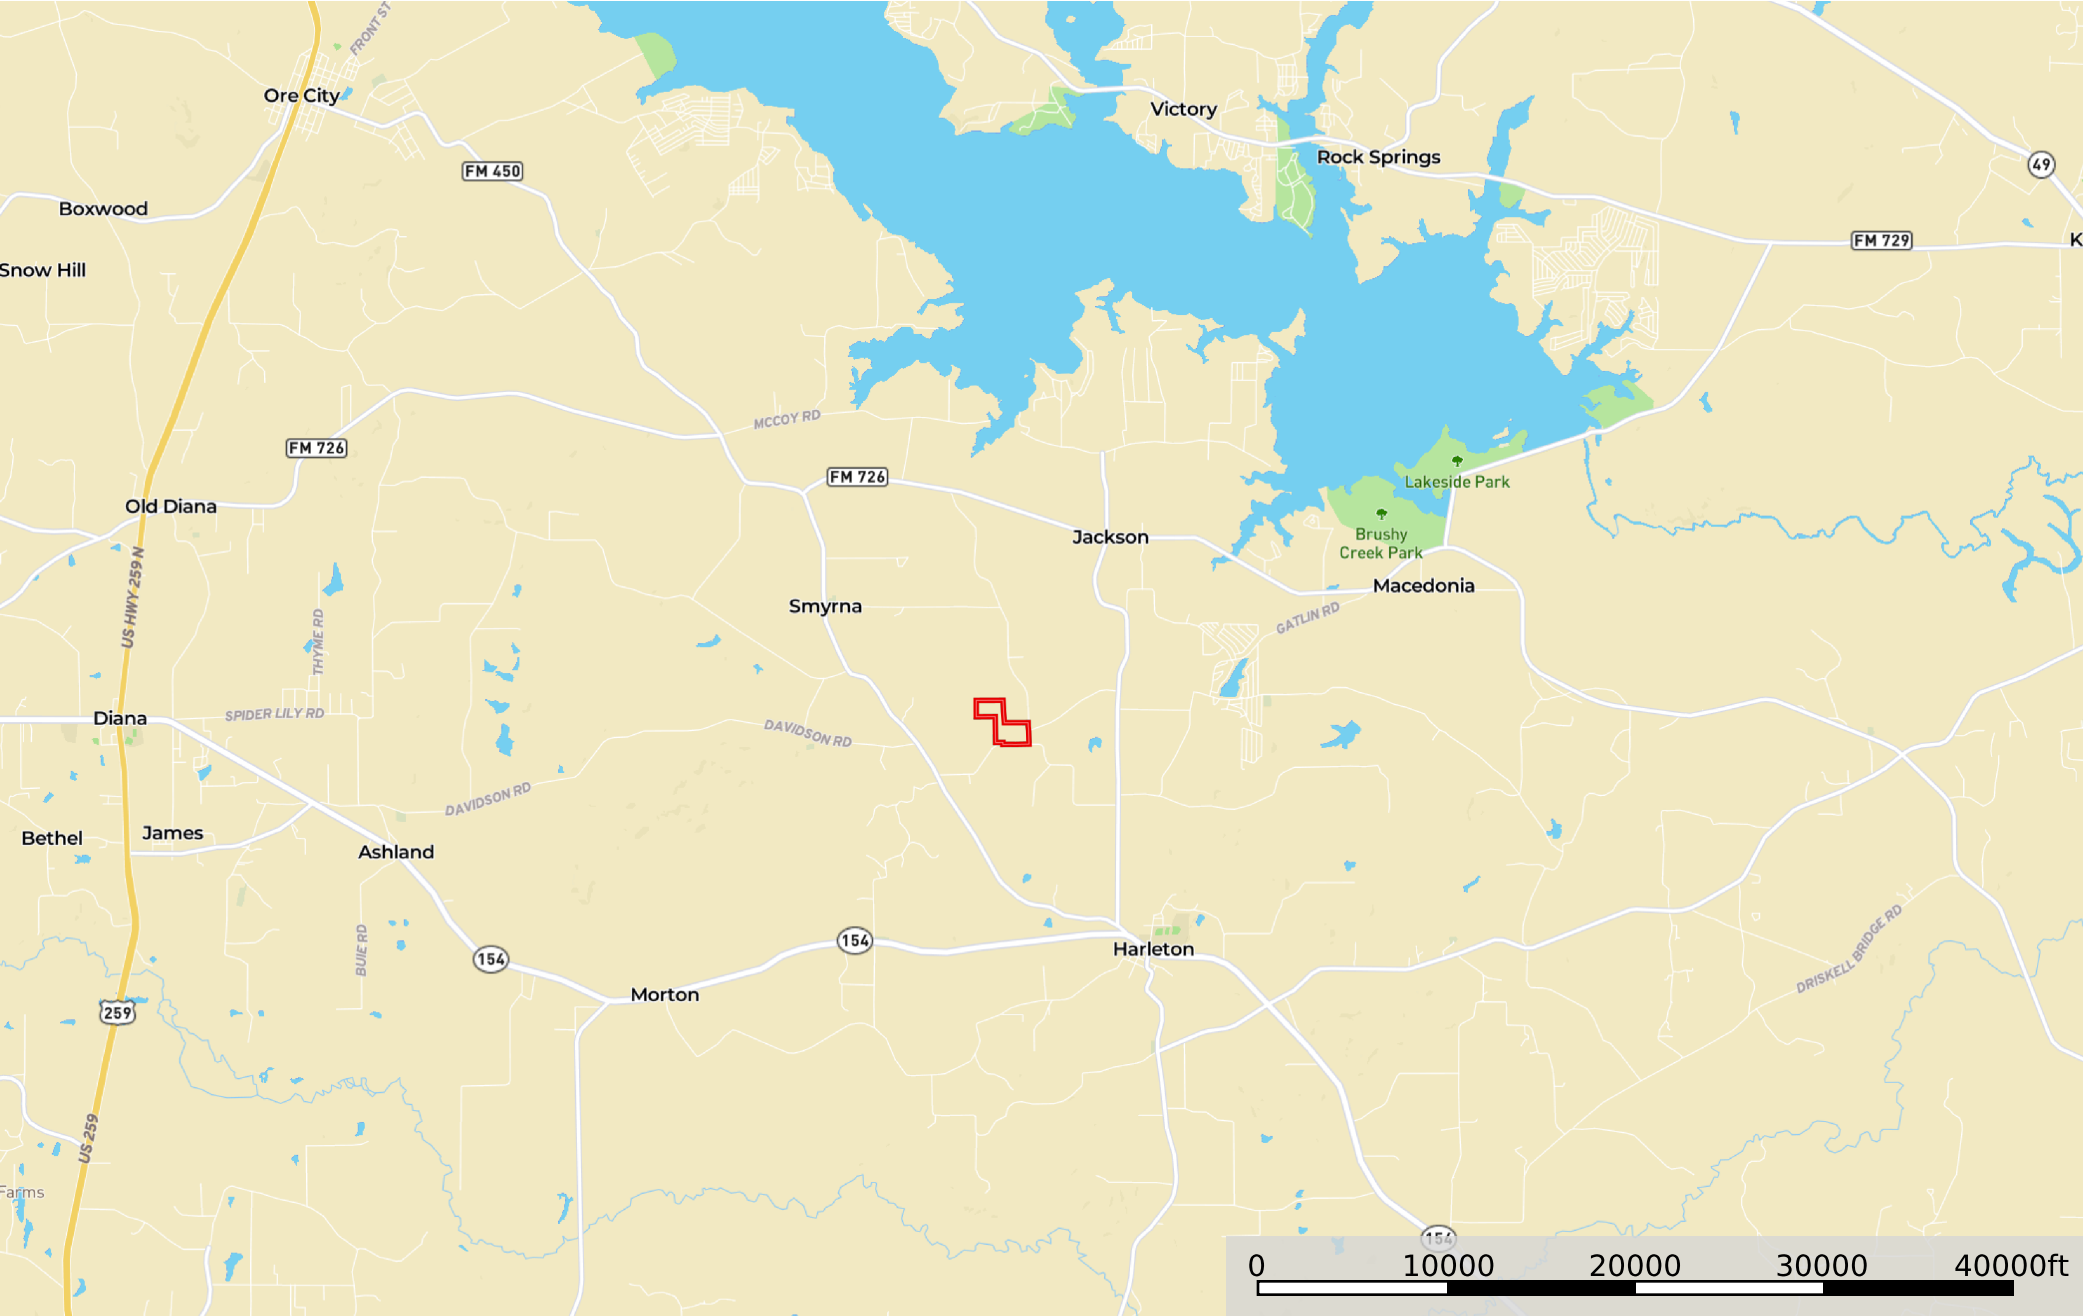 FRONT ST
Ore City
Victory
Rock Springs
49
FM 450
Boxwood
FM 729
K
Snow Hill
MCCOY RD
FM 726
FM 726
Lakeside Park
Old Diana
Jackson
Brushy
Creek Park
US HWY 259 N
Macedonia
Smyrna
GATLIN RD
THYME RD
SPIDER LILY RD
Diana
DAVIDSON RD
DAVIDSON RD
Bethel
James
Ashland
BUIE RD
154
154
Harleton
DRISKELL BRIDGE RD
Morton
259
US 259
Farms
154
0 10000 20000 30000 40000ft